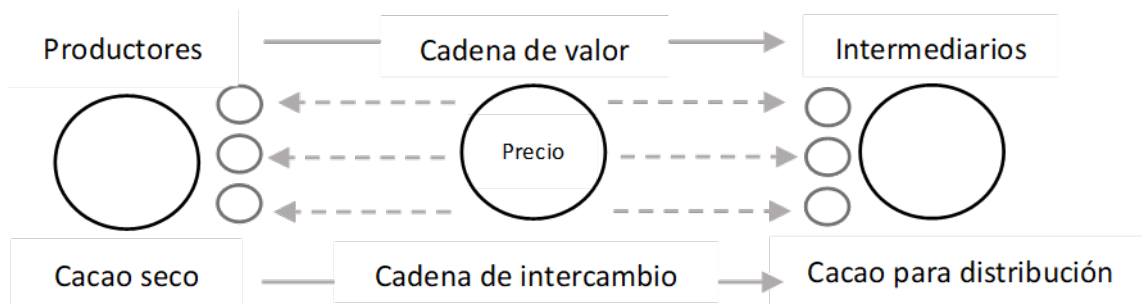 Productores
Cadena de valor
Intermediarios
Precio
Cacao seco
Cadena de intercambio
Cacao para distribución